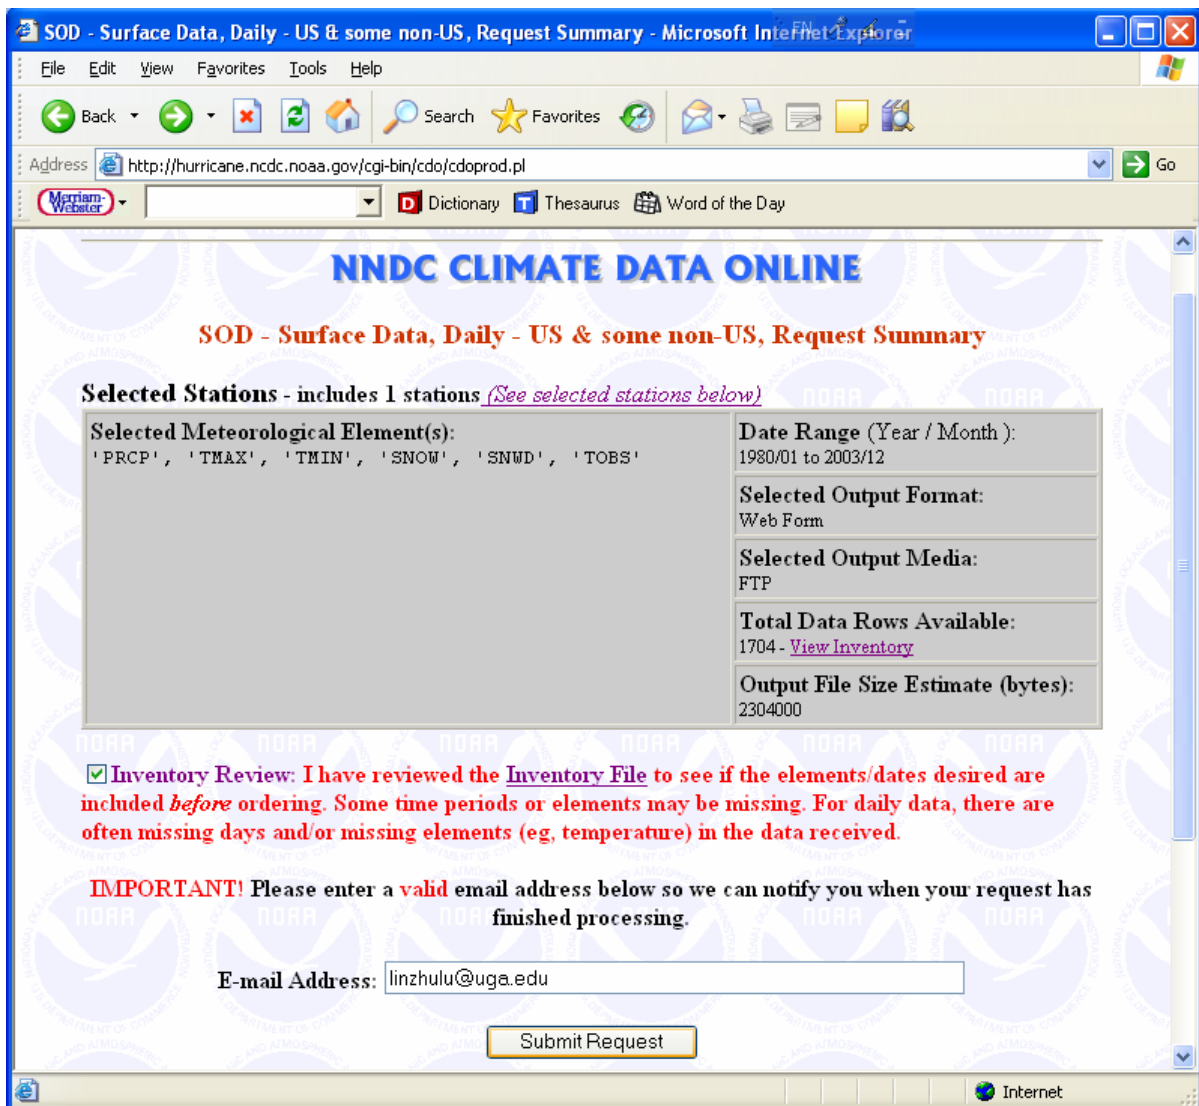 SOD - Surface Data, Daily - US & some non-US, Request Summary - Microsoft Internet Explorer
EN
File Edit View Favorites Tools Help
Back Search Favorites
Address http://hurricane.ncdc.noaa.gov/cgi-bin/cdo/cdoprod.pl Go
Merriam-Webster Dictionary Thesaurus Word of the Day
NNDC CLIMATE DATA ONLINE
SOD - Surface Data, Daily - US & some non-US, Request Summary
Selected Stations - includes 1 stations (See selected stations below)
Selected Meteorological Element(s):
'PRCP', 'TMAX', 'TMIN', 'SNOW', 'SNWD', 'TOBS'
Date Range (Year / Month ):
1980/01 to 2003/12
Selected Output Format:
Web Form
Selected Output Media:
FTP
Total Data Rows Available:
1704 - View Inventory
Output File Size Estimate (bytes):
2304000
Inventory Review: I have reviewed the Inventory File to see if the elements/dates desired are
included before ordering. Some time periods or elements may be missing. For daily data, there are
often missing days and/or missing elements (eg, temperature) in the data received.
IMPORTANT! Please enter a valid email address below so we can notify you when your request has
finished processing.
E-mail Address: linzhulu@uga.edu
Submit Request
Internet